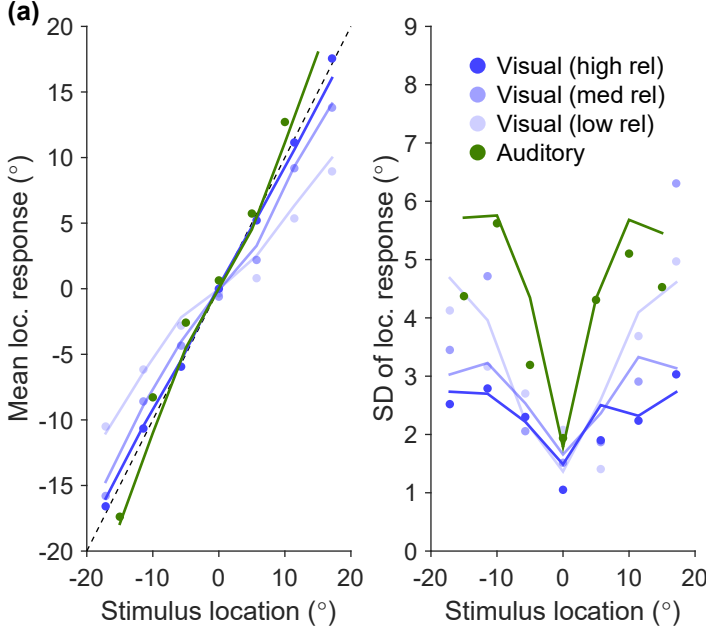 (a)
Mean loc. response (°)
20
15
10
5
0
-5
-10
-15
-20
-20 -10 0 10 20
Stimulus location (°)
SD of loc. response (°)
9
8
7
6
5
4
3
2
1
0
Visual (high rel)
Visual (med rel)
Visual (low rel)
Auditory
-20 -10 0 10 20
Stimulus location (°)